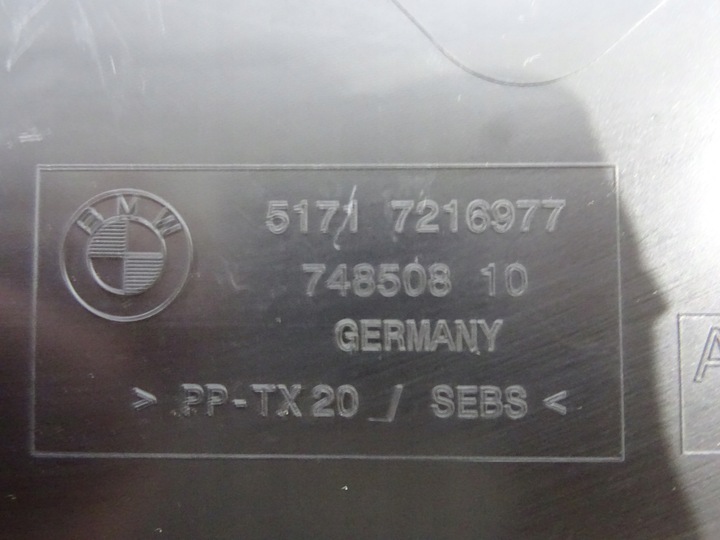 BMW
5171 7216977
748508 10
GERMANY
> PP-TX20 / SEBS <
A